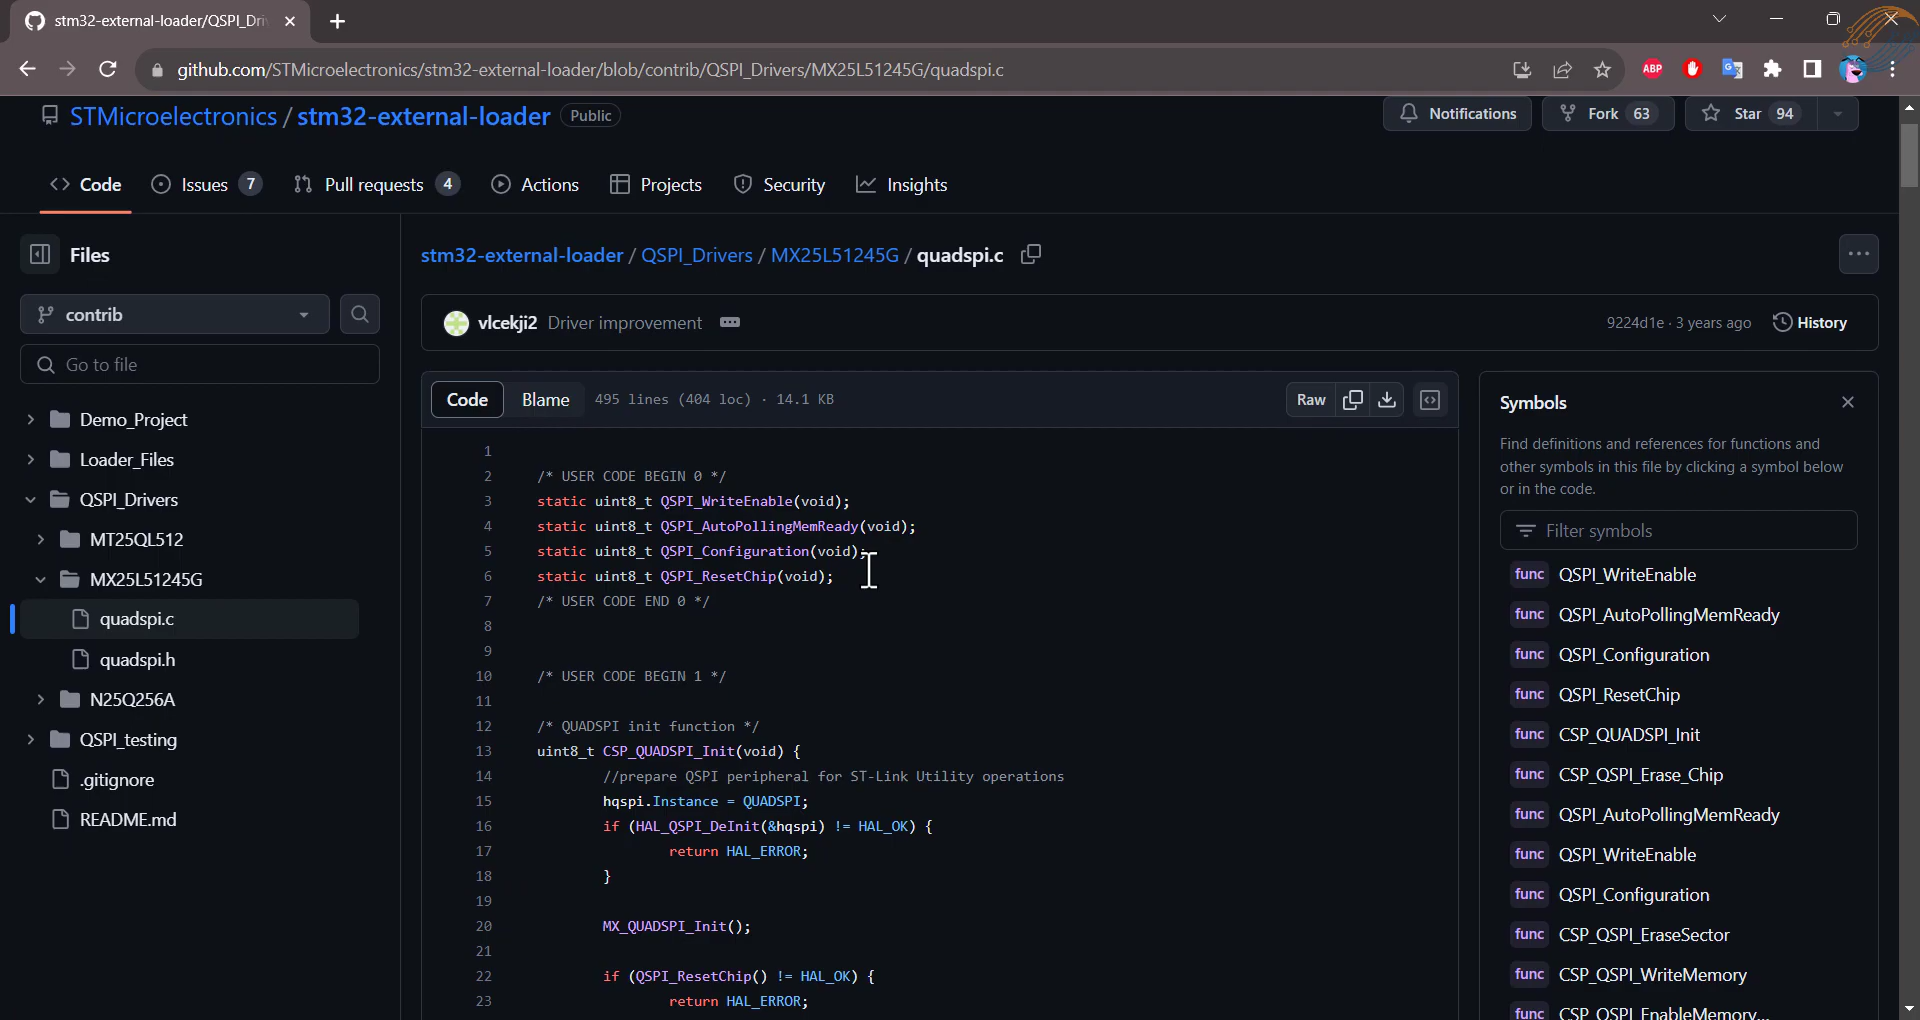 stm32-external-loader/QSPI_Dri
github.com/STMicroelectronics/stm32-external-loader/blob/contrib/QSPI_Drivers/MX25L51245G/quadspi.c
ABP
STMicroelectronics / stm32-external-loader Public
Notifications
Fork 63
Star 94
Code
Issues 7
Pull requests 4
Actions
Projects
Security
Insights
Files
contrib
Go to file
Demo_Project
Loader_Files
QSPI_Drivers
MT25QL512
MX25L51245G
quadspi.c
quadspi.h
N25Q256A
QSPI_testing
.gitignore
README.md
stm32-external-loader / QSPI_Drivers / MX25L51245G / quadspi.c
vlcekji2 Driver improvement
9224d1e · 3 years ago
History
Code
Blame
495 lines (404 loc) · 14.1 KB
Raw
1
2 /* USER CODE BEGIN 0 */
3 static uint8_t QSPI_WriteEnable(void);
4 static uint8_t QSPI_AutoPollingMemReady(void);
5 static uint8_t QSPI_Configuration(void);
6 static uint8_t QSPI_ResetChip(void);
7 /* USER CODE END 0 */
8
9
10 /* USER CODE BEGIN 1 */
11
12 /* QUADSPI init function */
13 uint8_t CSP_QUADSPI_Init(void) {
14 //prepare QSPI peripheral for ST-Link Utility operations
15 hqspi.Instance = QUADSPI;
16 if (HAL_QSPI_DeInit(&hqspi) != HAL_OK) {
17 return HAL_ERROR;
18 }
19
20 MX_QUADSPI_Init();
21
22 if (QSPI_ResetChip() != HAL_OK) {
23 return HAL_ERROR;
Symbols
Find definitions and references for functions and
other symbols in this file by clicking a symbol below
or in the code.
Filter symbols
func QSPI_WriteEnable
func QSPI_AutoPollingMemReady
func QSPI_Configuration
func QSPI_ResetChip
func CSP_QUADSPI_Init
func CSP_QSPI_Erase_Chip
func QSPI_AutoPollingMemReady
func QSPI_WriteEnable
func QSPI_Configuration
func CSP_QSPI_EraseSector
func CSP_QSPI_WriteMemory
func CSP_QSPI_EnableMemory...